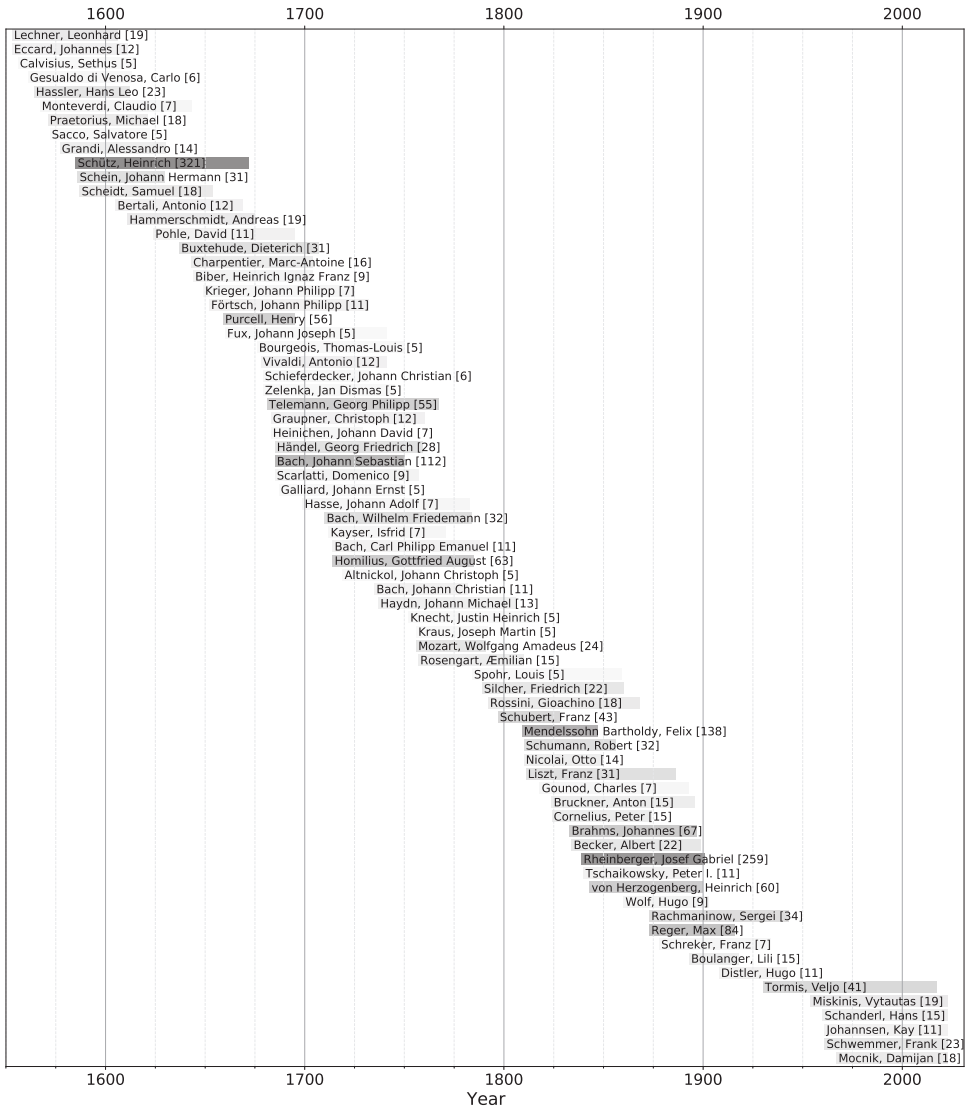 1600 1700 1800 1900 2000
Lechner, Leonhard [19]
Eccard, Johannes [12]
Calvisius, Sethus [5]
Gesualdo di Venosa, Carlo [6]
Hassler, Hans Leo [23]
Monteverdi, Claudio [7]
Praetorius, Michael [18]
Sacco, Salvatore [5]
Grandi, Alessandro [14]
Schütz, Heinrich [321]
Schein, Johann Hermann [31]
Scheidt, Samuel [18]
Bertali, Antonio [12]
Hammerschmidt, Andreas [19]
Pohle, David [11]
Buxtehude, Dieterich [31]
Charpentier, Marc-Antoine [16]
Biber, Heinrich Ignaz Franz [9]
Krieger, Johann Philipp [7]
Förtsch, Johann Philipp [11]
Purcell, Henry [56]
Fux, Johann Joseph [5]
Bourgeois, Thomas-Louis [5]
Vivaldi, Antonio [12]
Schieferdecker, Johann Christian [6]
Zelenka, Jan Dismas [5]
Telemann, Georg Philipp [55]
Graupner, Christoph [12]
Heinichen, Johann David [7]
Händel, Georg Friedrich [28]
Bach, Johann Sebastian [112]
Scarlatti, Domenico [9]
Galliard, Johann Ernst [5]
Hasse, Johann Adolf [7]
Bach, Wilhelm Friedemann [32]
Kayser, Isfrid [7]
Bach, Carl Philipp Emanuel [11]
Homilius, Gottfried August [63]
Altnickol, Johann Christoph [5]
Bach, Johann Christian [11]
Haydn, Johann Michael [13]
Knecht, Justin Heinrich [5]
Kraus, Joseph Martin [5]
Mozart, Wolfgang Amadeus [24]
Rosengart, Æmilian [15]
Spohr, Louis [5]
Silcher, Friedrich [22]
Rossini, Gioachino [18]
Schubert, Franz [43]
Mendelssohn Bartholdy, Felix [138]
Schumann, Robert [32]
Nicolai, Otto [14]
Liszt, Franz [31]
Gounod, Charles [7]
Bruckner, Anton [15]
Cornelius, Peter [15]
Brahms, Johannes [67]
Becker, Albert [22]
Rheinberger, Josef Gabriel [259]
Tschaikowsky, Peter I. [11]
von Herzogenberg, Heinrich [60]
Wolf, Hugo [9]
Rachmaninow, Sergei [34]
Reger, Max [84]
Schreker, Franz [7]
Boulanger, Lili [15]
Distler, Hugo [11]
Tormis, Veljo [41]
Miskinis, Vytautas [19]
Schanderl, Hans [15]
Johannsen, Kay [11]
Schwemmer, Frank [23]
Mocnik, Damijan [18]
1600 1700 1800 1900 2000
Year